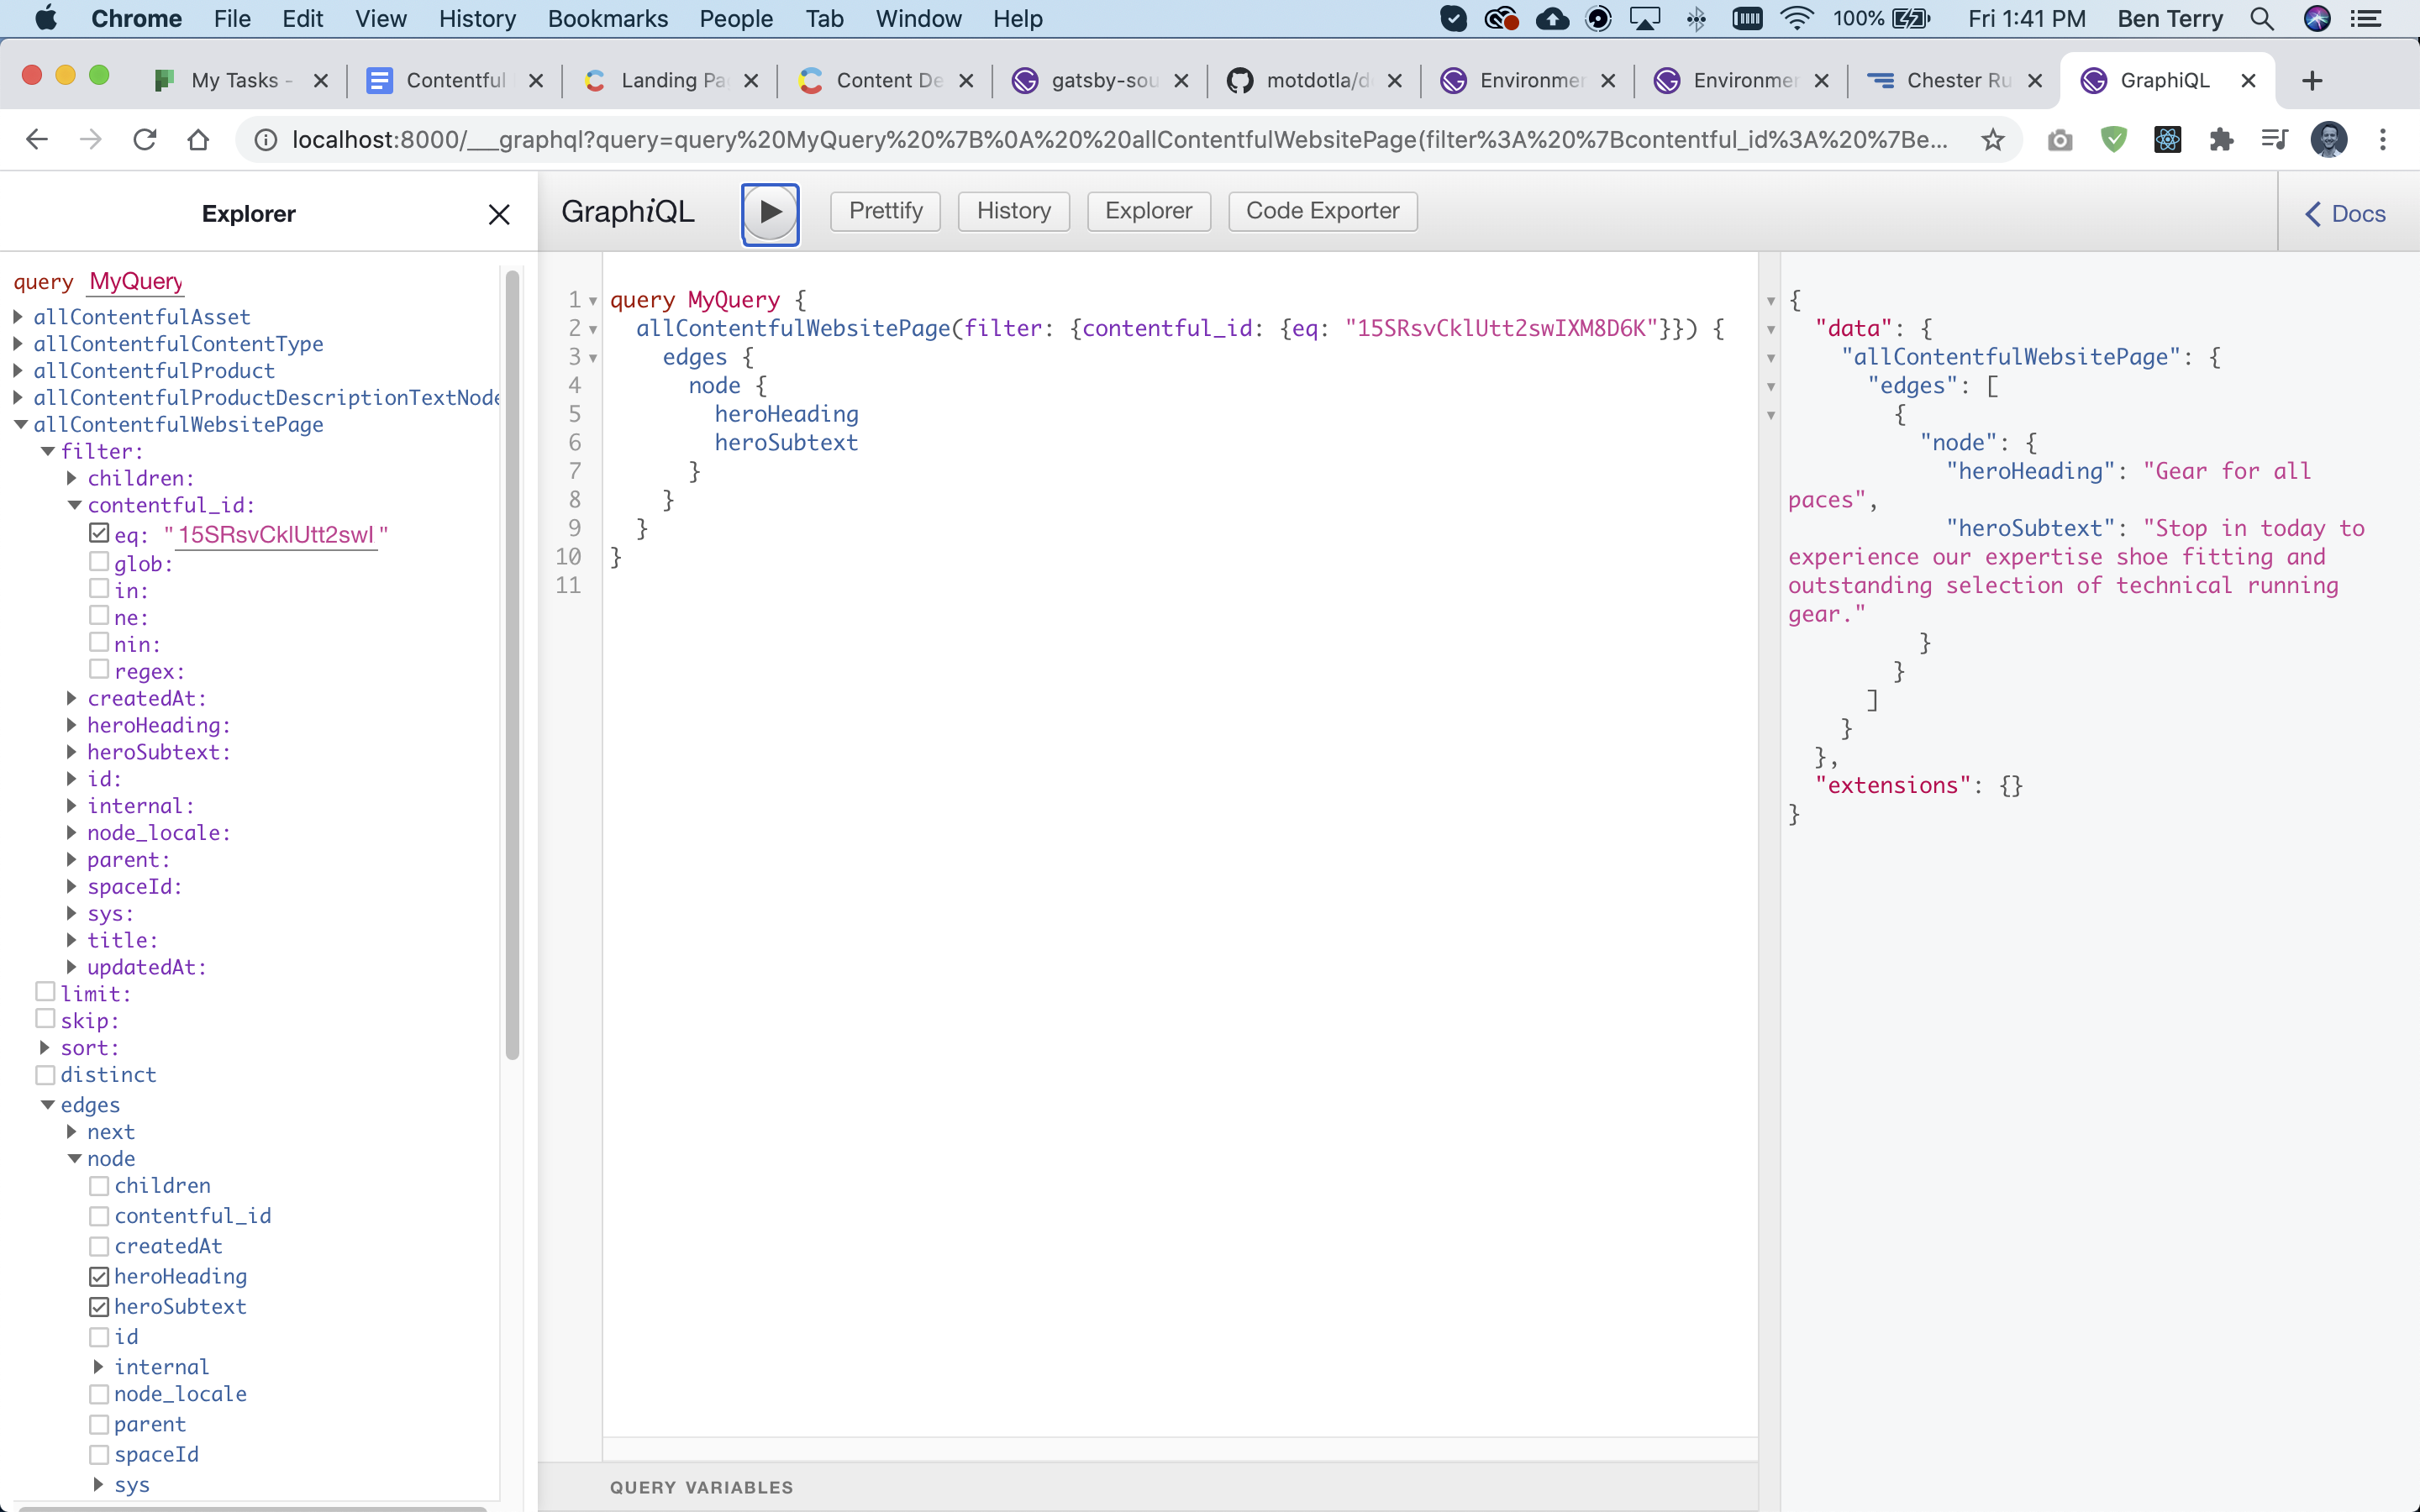 Chrome File Edit View History Bookmarks People Tab Window Help 100% Fri 1:41 PM Ben Terry
My Tasks - Contentful Landing Pa Content De gatsby-sou motdotla/d Environmen Environmen Chester Ru GraphiQL
localhost:8000/___graphql?query=query%20MyQuery%20%7B%0A%20%20allContentfulWebsitePage(filter%3A%20%7Bcontentful_id%3A%20%7Be...
Explorer
GraphiQL Prettify History Explorer Code Exporter Docs
query MyQuery
allContentfulAsset
allContentfulContentType
allContentfulProduct
allContentfulProductDescriptionTextNode
allContentfulWebsitePage
filter:
children:
contentful_id:
eq: "15SRsvCklUtt2swI"
glob:
in:
ne:
nin:
regex:
createdAt:
heroHeading:
heroSubtext:
id:
internal:
node_locale:
parent:
spaceId:
sys:
title:
updatedAt:
limit:
skip:
sort:
distinct
edges
next
node
children
contentful_id
createdAt
heroHeading
heroSubtext
id
internal
node_locale
parent
spaceId
sys
1 query MyQuery {
2 allContentfulWebsitePage(filter: {contentful_id: {eq: "15SRsvCklUtt2swIXM8D6K"}}) {
3 edges {
4 node {
5 heroHeading
6 heroSubtext
7 }
8 }
9 }
10 }
11
QUERY VARIABLES
{
"data": {
"allContentfulWebsitePage": {
"edges": [
{
"node": {
"heroHeading": "Gear for all
paces",
"heroSubtext": "Stop in today to
experience our expertise shoe fitting and
outstanding selection of technical running
gear."
}
}
]
}
},
"extensions": {}
}